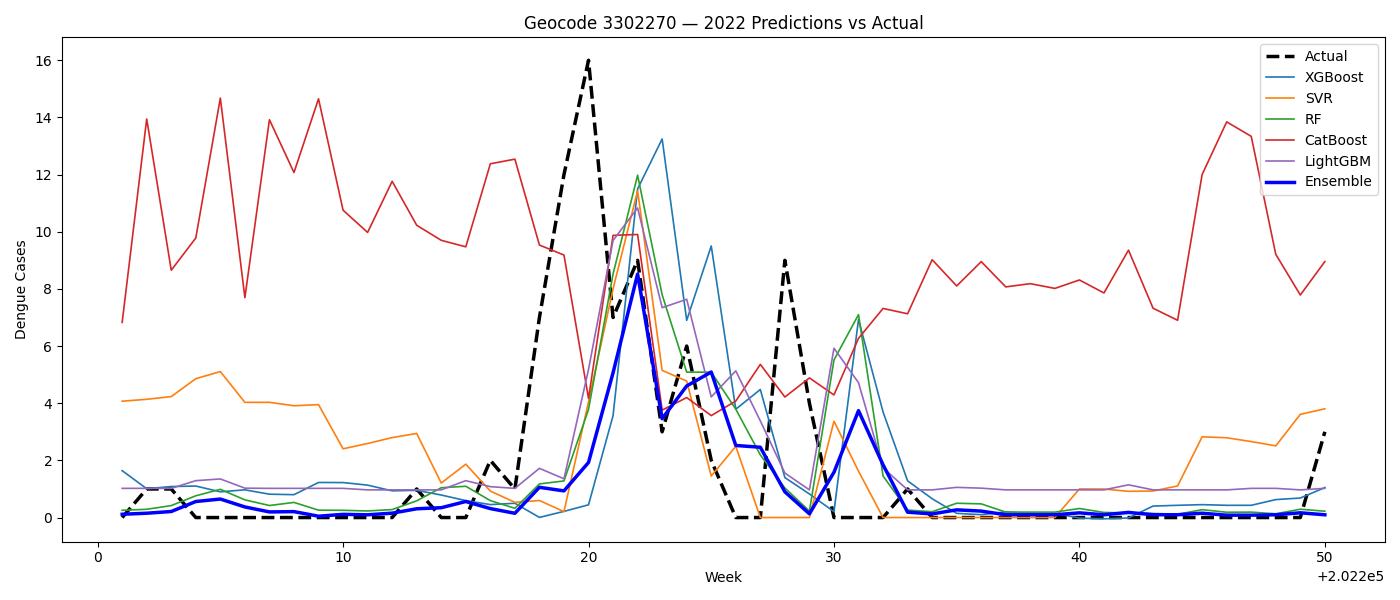 Geocode 3302270 — 2022 Predictions vs Actual
Dengue Cases
16
14
12
10
8
6
4
2
0
Actual
XGBoost
SVR
RF
CatBoost
LightGBM
Ensemble
0 10 20 30 40 50
Week
+2.022e5